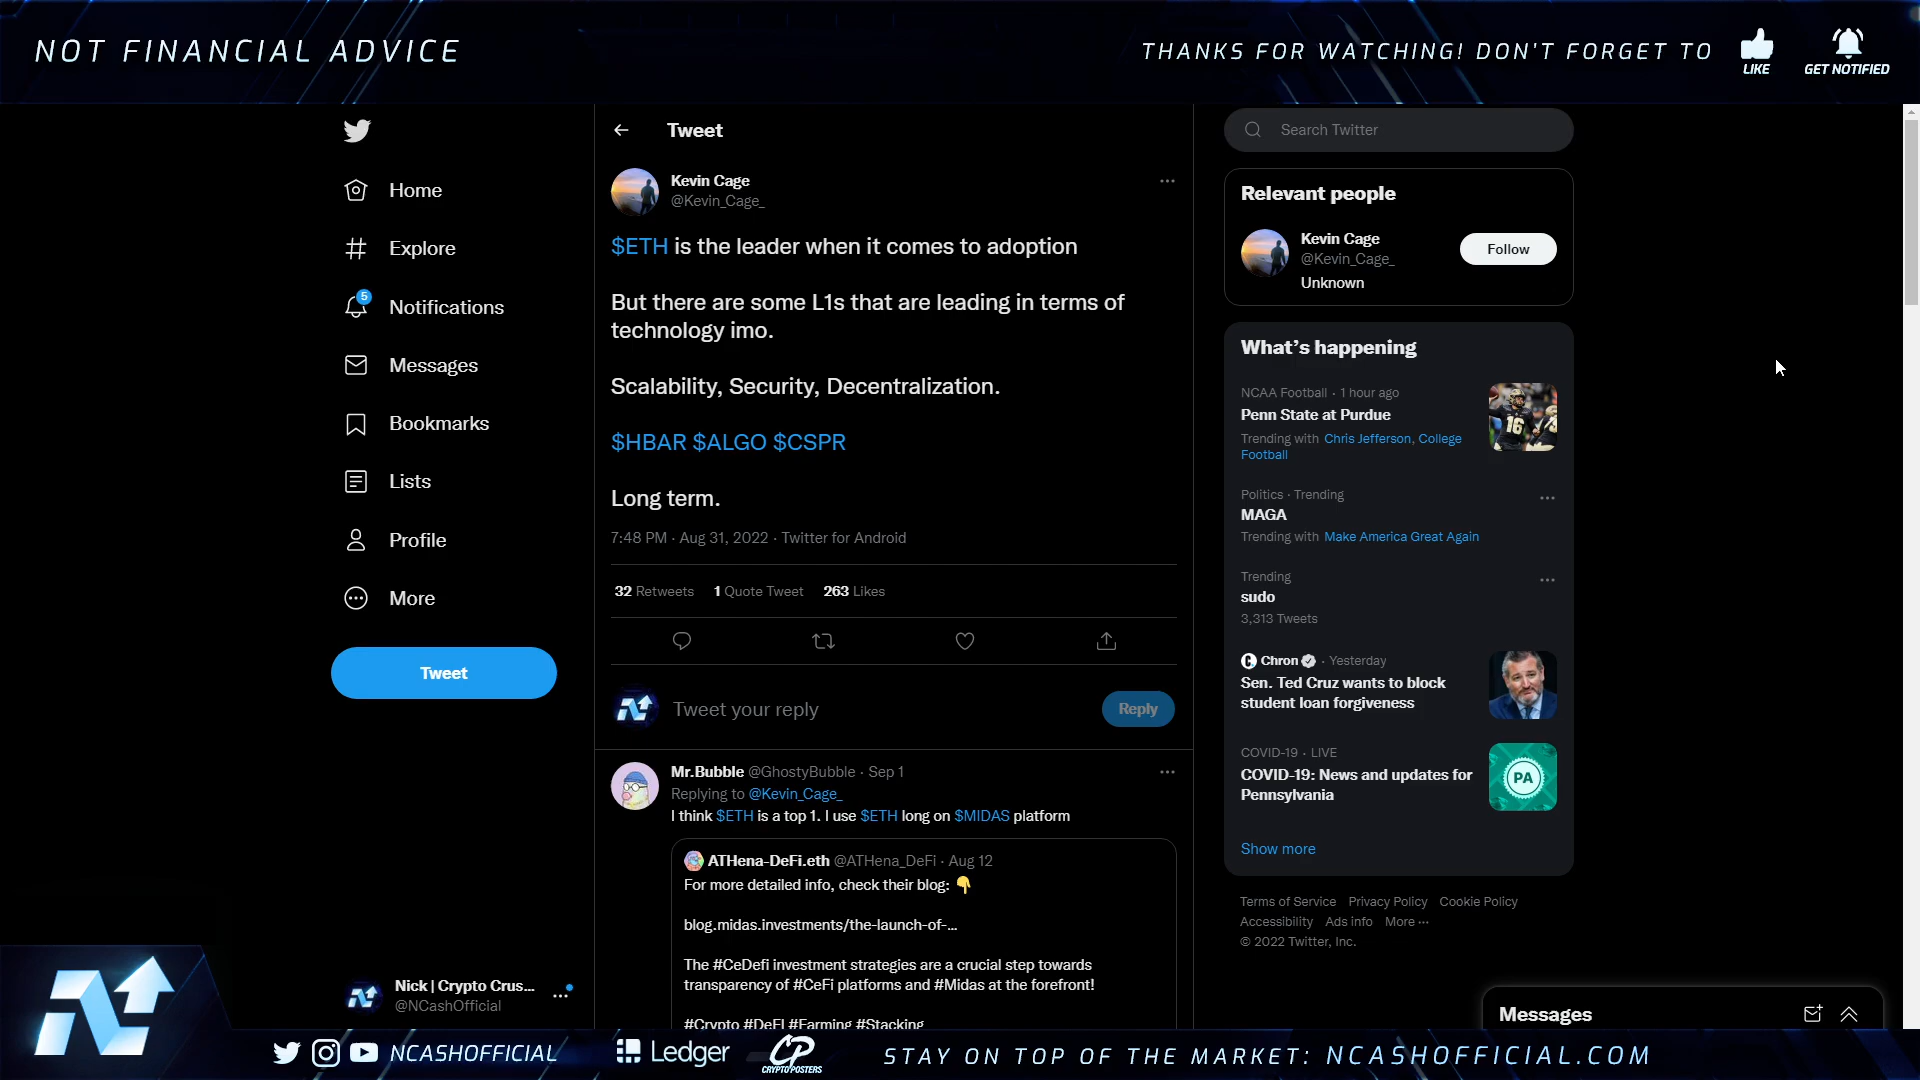 NOT FINANCIAL ADVICE
THANKS FOR WATCHING! DON'T FORGET TO
LIKE
GET NOTIFIED
Home
Explore
5
Notifications
Messages
Bookmarks
Lists
Profile
More
Tweet
Nick | Crypto Crus...
@NCashOfficial
Tweet
Kevin Cage
@Kevin_Cage_
$ETH is the leader when it comes to adoption
But there are some L1s that are leading in terms of
technology imo.
Scalability, Security, Decentralization.
$HBAR $ALGO $CSPR
Long term.
7:48 PM · Aug 31, 2022 · Twitter for Android
32 Retweets 1 Quote Tweet 263 Likes
Tweet your reply
Reply
Mr.Bubble @GhostyBubble · Sep 1
Replying to @Kevin_Cage_
I think $ETH is a top 1. I use $ETH long on $MIDAS platform
ATHena-DeFi.eth @ATHena_DeFi · Aug 12
For more detailed info, check their blog: 👇
blog.midas.investments/the-launch-of-...
The #CeDefi investment strategies are a crucial step towards
transparency of #CeFi platforms and #Midas at the forefront!
#Crypto #DeFI #Farming #Stacking
Search Twitter
Relevant people
Kevin Cage
@Kevin_Cage_
Unknown
Follow
What's happening
NCAA Football · 1 hour ago
Penn State at Purdue
Trending with Chris Jefferson, College
Football
16
Politics · Trending
MAGA
Trending with Make America Great Again
Trending
sudo
3,313 Tweets
Chron · Yesterday
Sen. Ted Cruz wants to block
student loan forgiveness
COVID-19 · LIVE
COVID-19: News and updates for
Pennsylvania
PA
Show more
Terms of Service Privacy Policy Cookie Policy
Accessibility Ads info More ···
© 2022 Twitter, Inc.
Messages
NCASHOFFICIAL
Ledger
CP
CRYPTO POSTERS
STAY ON TOP OF THE MARKET: NCASHOFFICIAL.COM